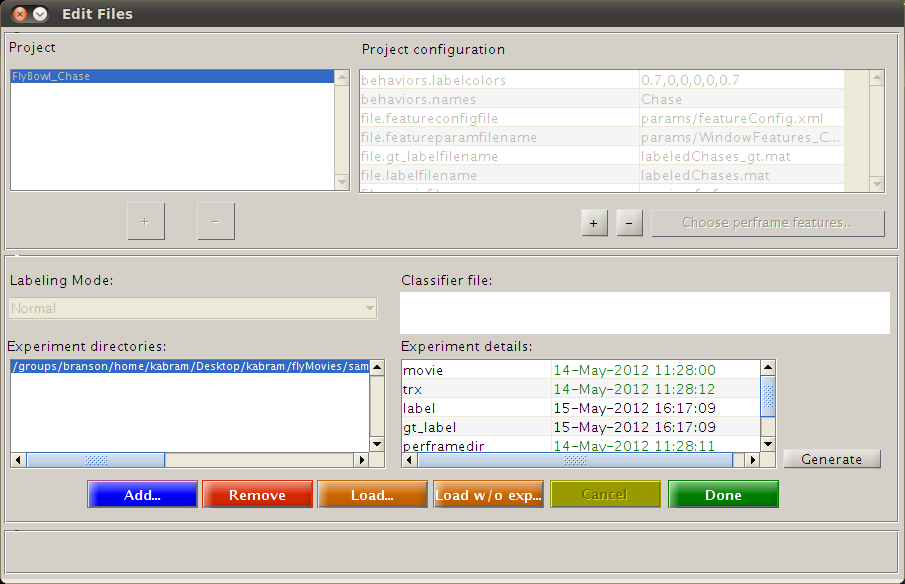 Edit Files
Project
Project configuration
FlyBowl_Chase
behaviors.labelcolors 0.7,0,0,0,0,0.7
behaviors.names Chase
file.featureconfigfile params/featureConfig.xml
file.featureparamfilename params/WindowFeatures_C...
file.gt_labelfilename labeledChases_gt.mat
file.labelfilename labeledChases.mat
+ -
+ - Choose perframe features..
Labeling Mode:
Classifier file:
Normal
Experiment directories:
Experiment details:
/groups/branson/home/kabram/Desktop/kabram/flyMovies/sam
movie 14-May-2012 11:28:00
trx 14-May-2012 11:28:12
label 15-May-2012 16:17:09
gt_label 15-May-2012 16:17:09
perframedir 14-May-2012 11:28:11
Generate
Add... Remove Load... Load w/o exp... Cancel Done